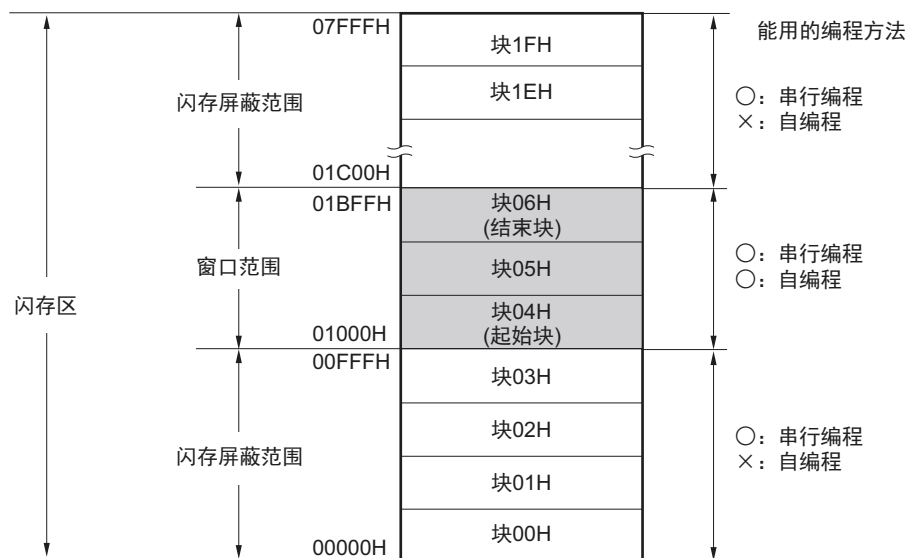 07FFFH
块1FH
能用的编程方法
块1EH
闪存屏蔽范围
○：串行编程
×：自编程
01C00H
01BFFH
块06H
(结束块)
窗口范围
块05H
○：串行编程
○：自编程
闪存区
01000H
块04H
(起始块)
00FFFH
块03H
块02H
闪存屏蔽范围
○：串行编程
×：自编程
块01H
00000H
块00H